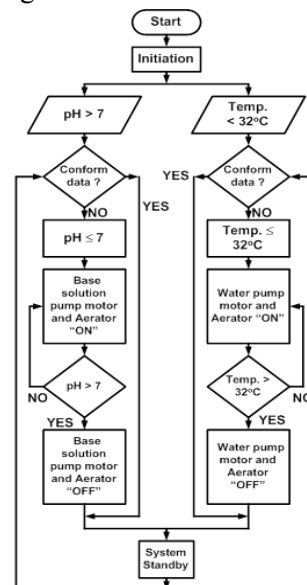 Start
Initiation
pH > 7
Temp.
< 32°C
Conform
data ?
YES
NO
pH ≤ 7
Base
solution
pump motor
and Aerator
"ON"
pH > 7
NO
YES
Base
solution
pump motor
and Aerator
"OFF"
Conform
data ?
YES
NO
Temp. ≤
32°C
Water pump
motor and
Aerator "ON"
Temp. >
32°C
NO
YES
Water pump
motor and
Aerator
"OFF"
System
Standby